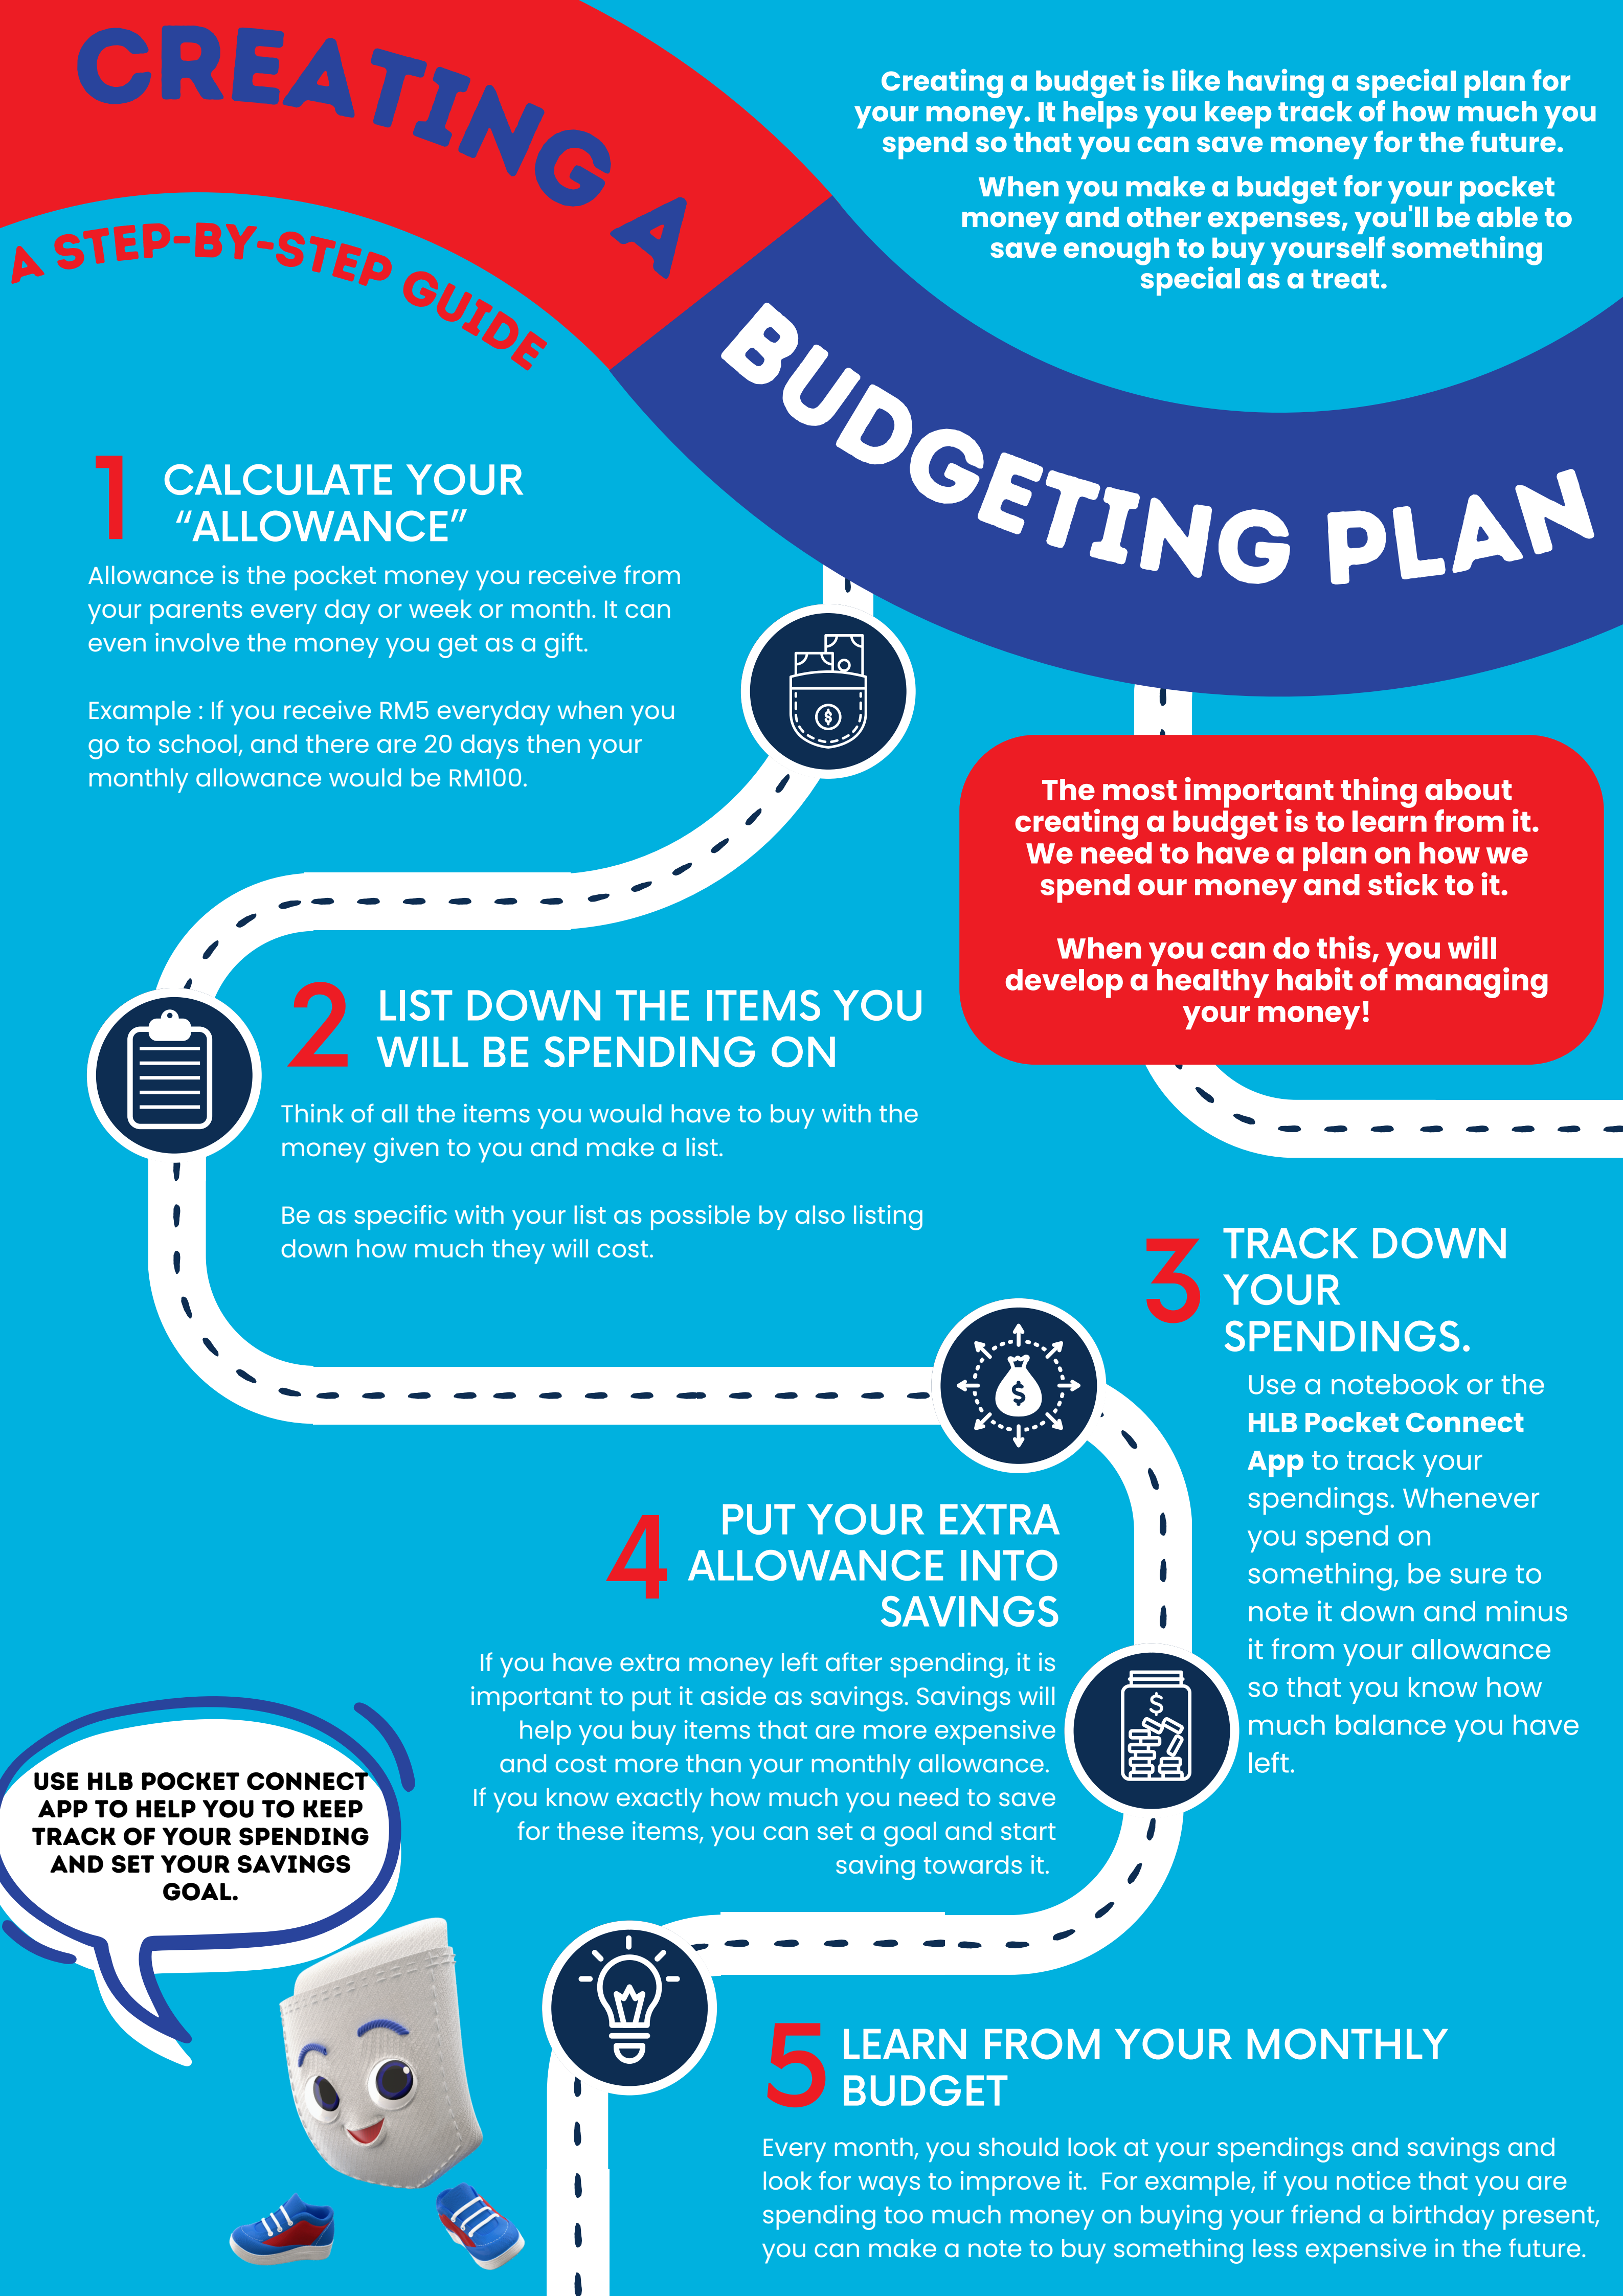 CREATING A
BUDGETING PLAN
A STEP-BY-STEP GUIDE
Creating a budget is like having a special plan for
your money. It helps you keep track of how much you
spend so that you can save money for the future.
When you make a budget for your pocket
money and other expenses, you'll be able to
save enough to buy yourself something
special as a treat.
1
CALCULATE YOUR
“ALLOWANCE”
Allowance is the pocket money you receive from
your parents every day or week or month. It can
even involve the money you get as a gift.
Example : If you receive RM5 everyday when you
go to school, and there are 20 days then your
monthly allowance would be RM100.
$
The most important thing about
creating a budget is to learn from it.
We need to have a plan on how we
spend our money and stick to it.
When you can do this, you will
develop a healthy habit of managing
your money!
2
LIST DOWN THE ITEMS YOU
WILL BE SPENDING ON
Think of all the items you would have to buy with the
money given to you and make a list.
Be as specific with your list as possible by also listing
down how much they will cost.
$
3
TRACK DOWN
YOUR
SPENDINGS.
Use a notebook or the
HLB Pocket Connect
App to track your
spendings. Whenever
you spend on
something, be sure to
note it down and minus
it from your allowance
so that you know how
much balance you have
left.
4
PUT YOUR EXTRA
ALLOWANCE INTO
SAVINGS
If you have extra money left after spending, it is
important to put it aside as savings. Savings will
help you buy items that are more expensive
and cost more than your monthly allowance.
If you know exactly how much you need to save
for these items, you can set a goal and start
saving towards it.
$
USE HLB POCKET CONNECT
APP TO HELP YOU TO KEEP
TRACK OF YOUR SPENDING
AND SET YOUR SAVINGS
GOAL.
5
LEARN FROM YOUR MONTHLY
BUDGET
Every month, you should look at your spendings and savings and
look for ways to improve it. For example, if you notice that you are
spending too much money on buying your friend a birthday present,
you can make a note to buy something less expensive in the future.